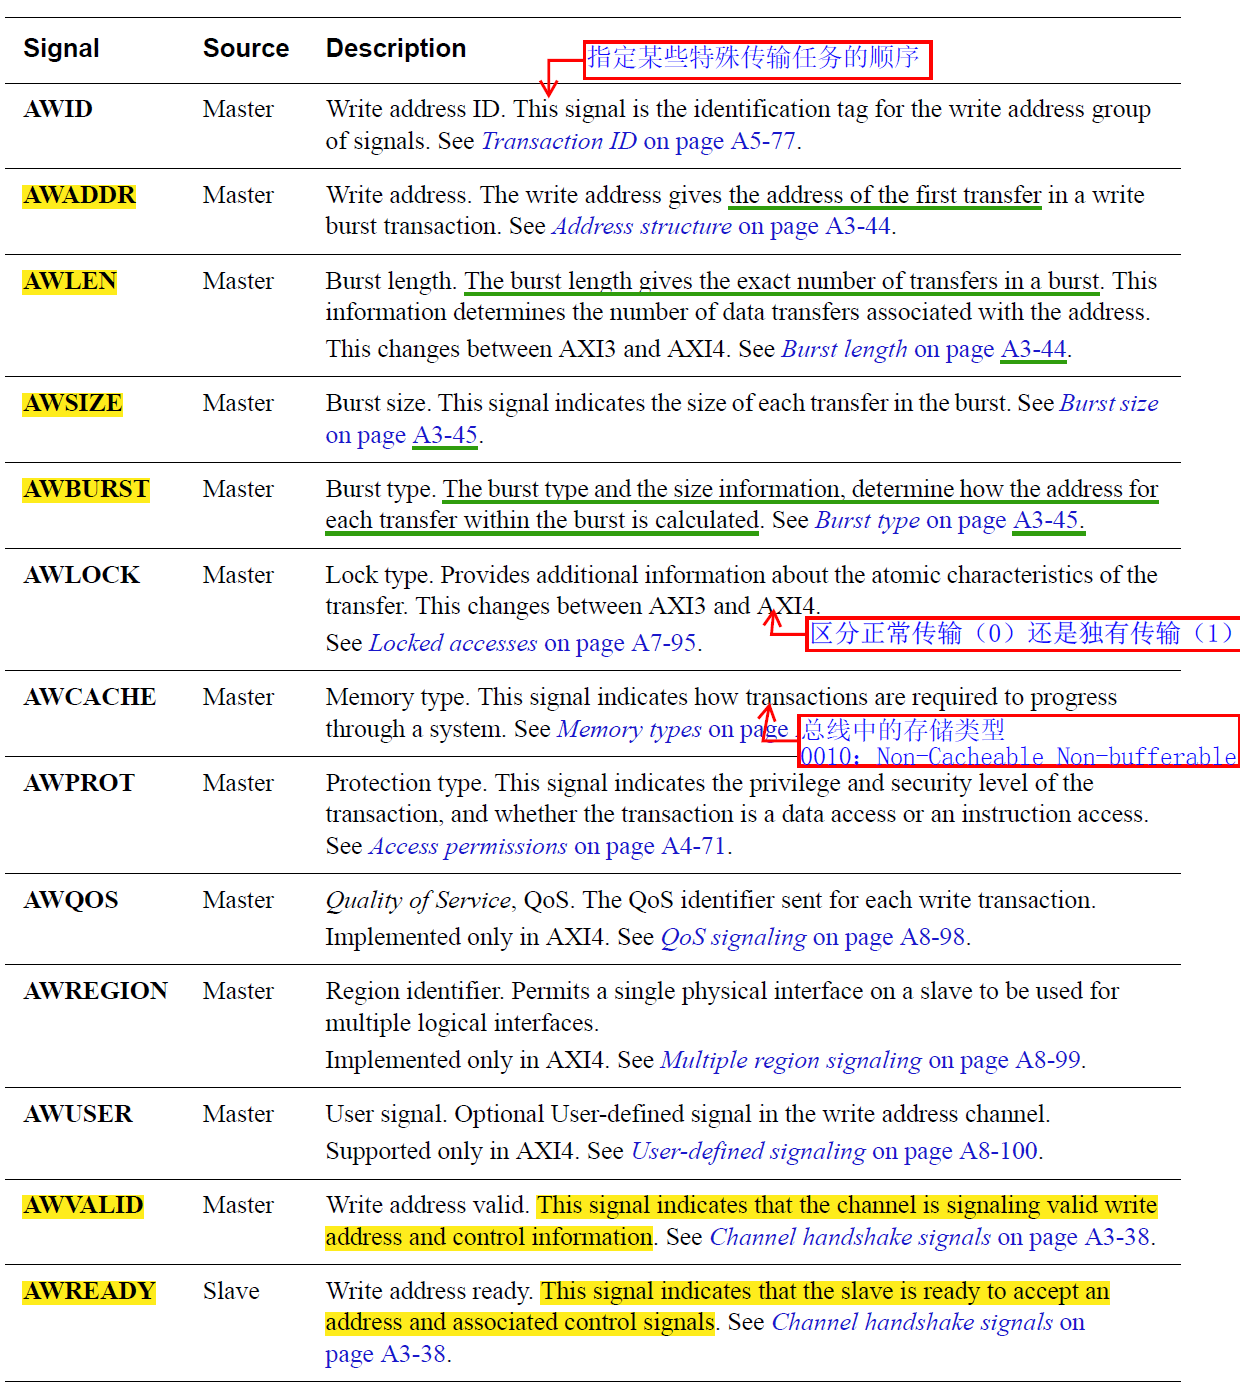 Signal Source Description
指定某些特殊传输任务的顺序
AWID Master Write address ID. This signal is the identification tag for the write address group
of signals. See Transaction ID on page A5-77.
AWADDR Master Write address. The write address gives the address of the first transfer in a write
burst transaction. See Address structure on page A3-44.
AWLEN Master Burst length. The burst length gives the exact number of transfers in a burst. This
information determines the number of data transfers associated with the address.
This changes between AXI3 and AXI4. See Burst length on page A3-44.
AWSIZE Master Burst size. This signal indicates the size of each transfer in the burst. See Burst size
on page A3-45.
AWBURST Master Burst type. The burst type and the size information, determine how the address for
each transfer within the burst is calculated. See Burst type on page A3-45.
AWLOCK Master Lock type. Provides additional information about the atomic characteristics of the
transfer. This changes between AXI3 and AXI4.
区分正常传输（0）还是独有传输（1）
See Locked accesses on page A7-95.
AWCACHE Master Memory type. This signal indicates how transactions are required to progress
through a system. See Memory types on page
总线中的存储类型
0010: Non-Cacheable Non-bufferable
AWPROT Master Protection type. This signal indicates the privilege and security level of the
transaction, and whether the transaction is a data access or an instruction access.
See Access permissions on page A4-71.
AWQOS Master Quality of Service, QoS. The QoS identifier sent for each write transaction.
Implemented only in AXI4. See QoS signaling on page A8-98.
AWREGION Master Region identifier. Permits a single physical interface on a slave to be used for
multiple logical interfaces.
Implemented only in AXI4. See Multiple region signaling on page A8-99.
AWUSER Master User signal. Optional User-defined signal in the write address channel.
Supported only in AXI4. See User-defined signaling on page A8-100.
AWVALID Master Write address valid. This signal indicates that the channel is signaling valid write
address and control information. See Channel handshake signals on page A3-38.
AWREADY Slave Write address ready. This signal indicates that the slave is ready to accept an
address and associated control signals. See Channel handshake signals on
page A3-38.